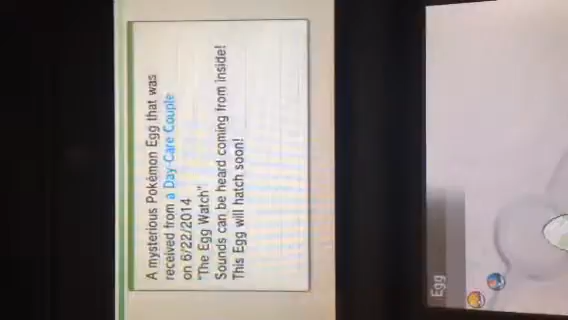 A mysterious Pokémon Egg that was
received from a Day-Care Couple
on 6/22/2014
"The Egg Watch"
Sounds can be heard coming from inside!
This Egg will hatch soon!
Egg